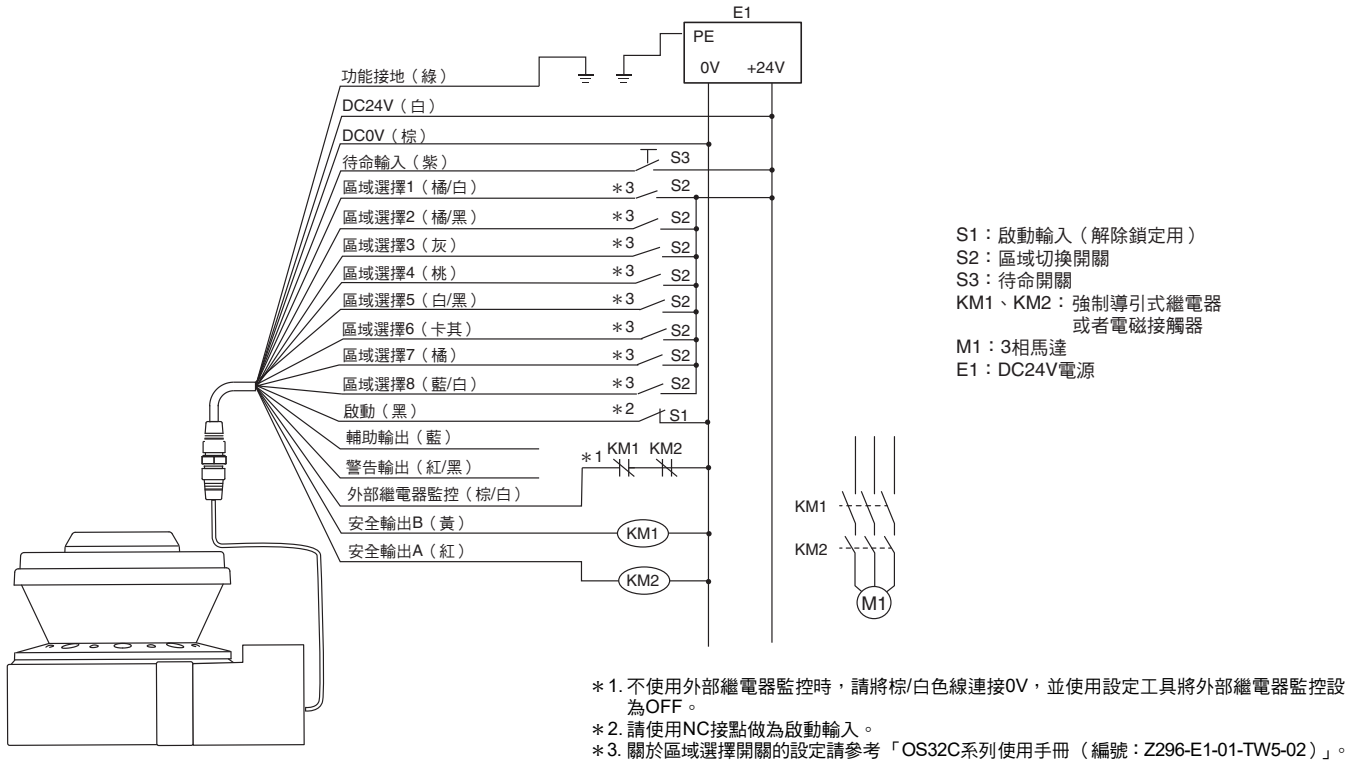 E1
PE
0V +24V
功能接地（綠）
DC24V（白）
DC0V（棕）
待命輸入（紫） S3
區域選擇1（橘/白） ＊3 S2
區域選擇2（橘/黑） ＊3 S2
區域選擇3（灰） ＊3 S2
區域選擇4（桃） ＊3 S2
區域選擇5（白/黑） ＊3 S2
區域選擇6（卡其） ＊3 S2
區域選擇7（橘） ＊3 S2
區域選擇8（藍/白） ＊3 S2
啟動（黑） ＊2 S1
輔助輸出（藍）
警告輸出（紅/黑） ＊1 KM1 KM2
外部繼電器監控（棕/白）
安全輸出B（黃） KM1
安全輸出A（紅） KM2
S1：啟動輸入（解除鎖定用）
S2：區域切換開關
S3：待命開關
KM1、KM2：強制導引式繼電器
或者電磁接觸器
M1：3相馬達
E1：DC24V電源
KM1
KM2
M1
＊1. 不使用外部繼電器監控時，請將棕/白色線連接0V，並使用設定工具將外部繼電器監控設
為OFF。
＊2. 請使用NC接點做為啟動輸入。
＊3. 關於區域選擇開關的設定請參考「OS32C系列使用手冊（編號：Z296-E1-01-TW5-02）」。